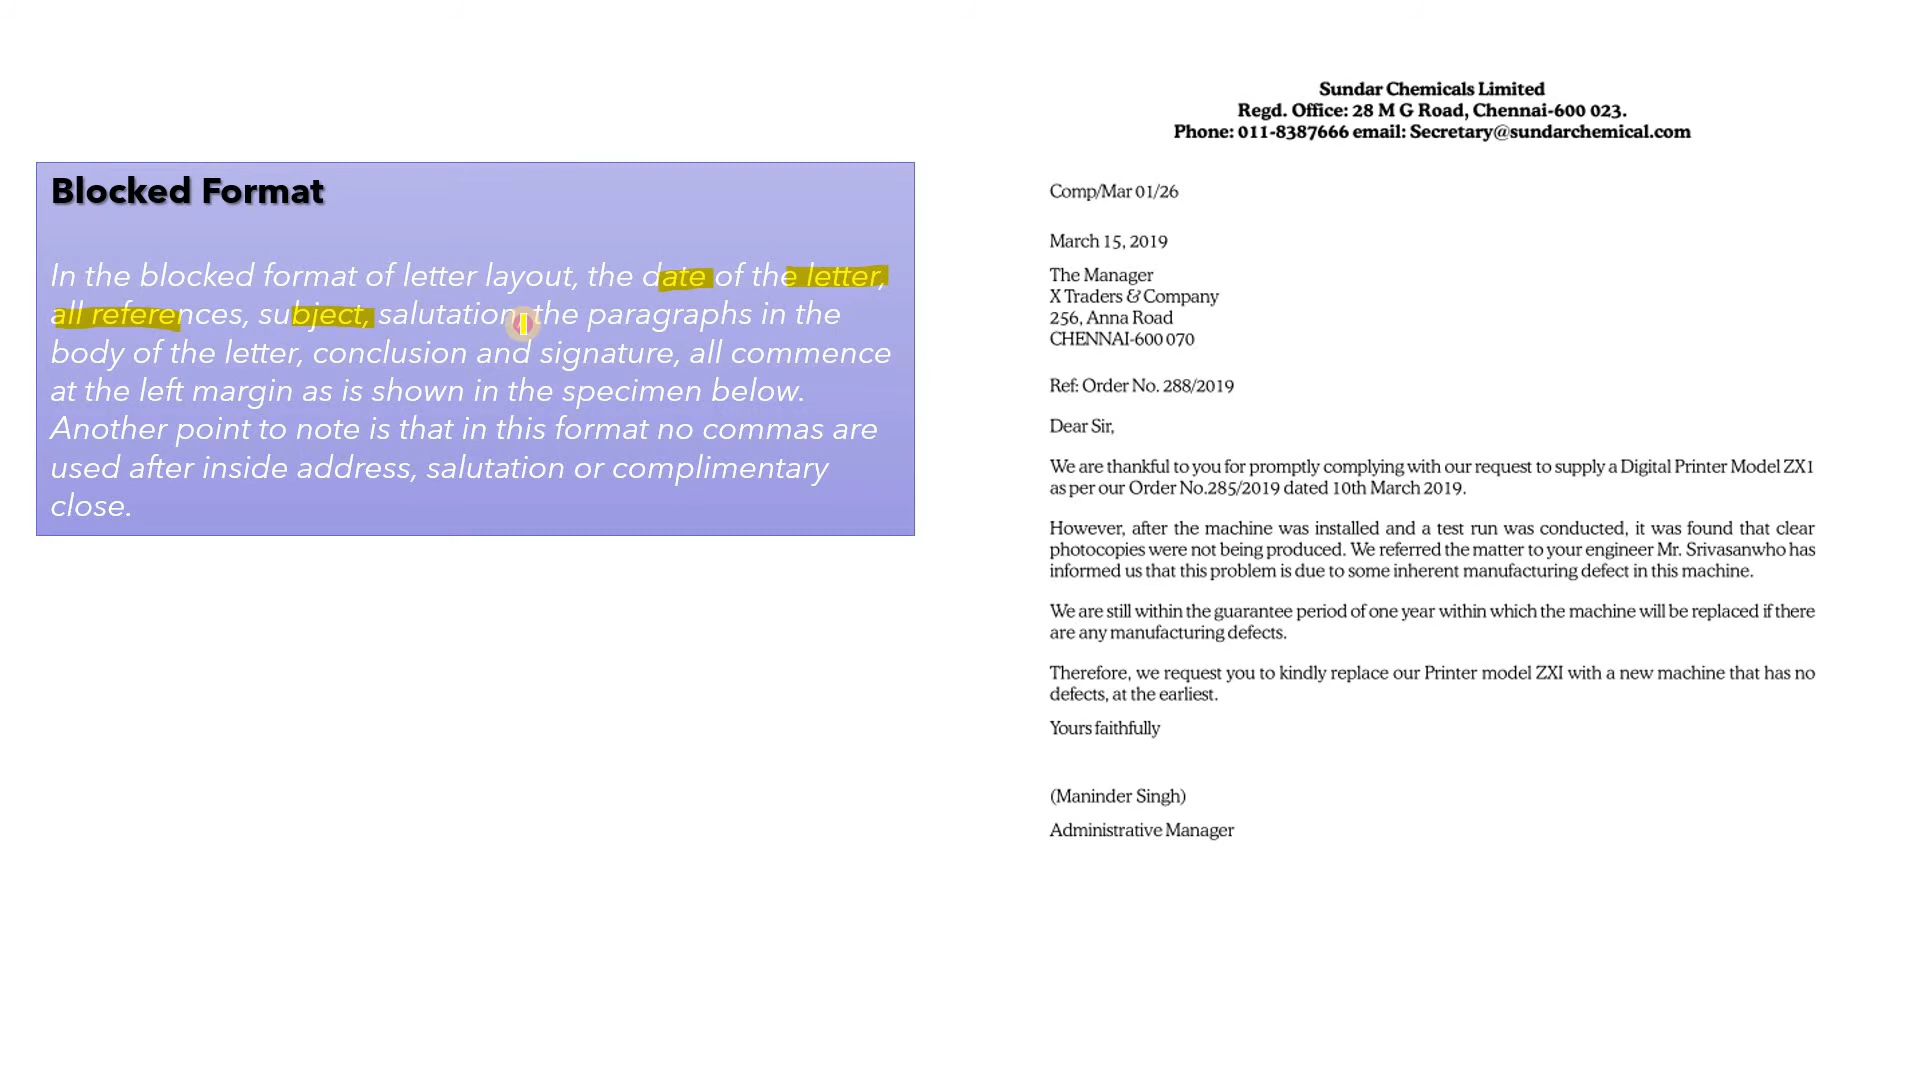 Blocked Format
In the blocked format of letter layout, the date of the letter,
all references, subject, salutation, the paragraphs in the
body of the letter, conclusion and signature, all commence
at the left margin as is shown in the specimen below.
Another point to note is that in this format no commas are
used after inside address, salutation or complimentary
close.
Sundar Chemicals Limited
Regd. Office: 28 M G Road, Chennai-600 023.
Phone: 011-8387666 email: Secretary@sundarchemical.com
Comp/Mar 01/26
March 15, 2019
The Manager
X Traders & Company
256, Anna Road
CHENNAI-600 070
Ref: Order No. 288/2019
Dear Sir,
We are thankful to you for promptly complying with our request to supply a Digital Printer Model ZX1
as per our Order No.285/2019 dated 10th March 2019.
However, after the machine was installed and a test run was conducted, it was found that clear
photocopies were not being produced. We referred the matter to your engineer Mr. Srivasanwho has
informed us that this problem is due to some inherent manufacturing defect in this machine.
We are still within the guarantee period of one year within which the machine will be replaced if there
are any manufacturing defects.
Therefore, we request you to kindly replace our Printer model ZXI with a new machine that has no
defects, at the earliest.
Yours faithfully
(Maninder Singh)
Administrative Manager